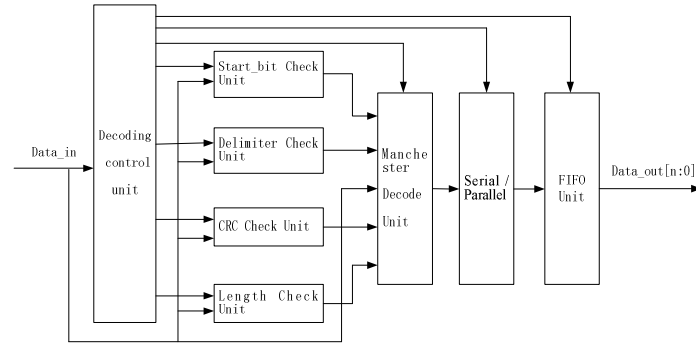 Data_in
Decoding
control
unit
Start_bit Check
Unit
Delimiter Check
Unit
CRC Check Unit
Length Check
Unit
Manche
ster
Decode
Unit
Serial /
Parallel
FIFO
Unit
Data_out[n:0]